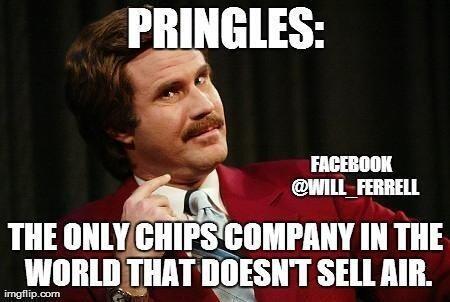 PRINGLES:
FACEBOOK
@WILL_FERRELL
THE ONLY CHIPS COMPANY IN THE
WORLD THAT DOESN'T SELL AIR.
imgflip.com